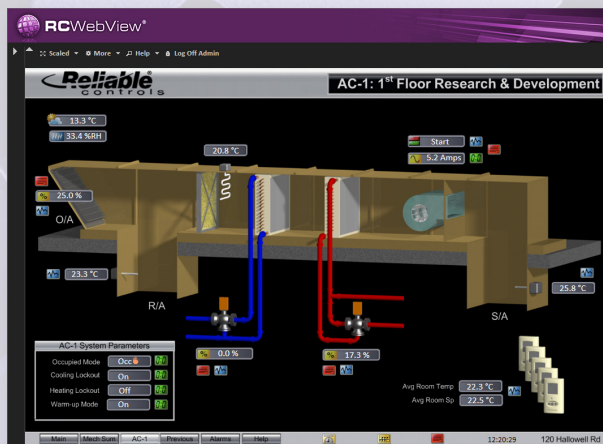 RCWebView®
Scaled More Help Log Off Admin
Reliable controls
AC-1: 1st Floor Research & Development
13.3 °C
33.4 %RH
20.8 °C
Start
5.2 Amps
25.0 %
O/A
23.3 °C
R/A
25.8 °C
S/A
0.0 %
17.3 %
AC-1 System Parameters
Occupied Mode Occ
Cooling Lockout On
Heating Lockout Off
Warm-up Mode On
Avg Room Temp 22.3 °C
Avg Room Sp 22.5 °C
Main Mech Sum AC-1 Previous Alarms Help 12:20:29 120 Hallowell Rd